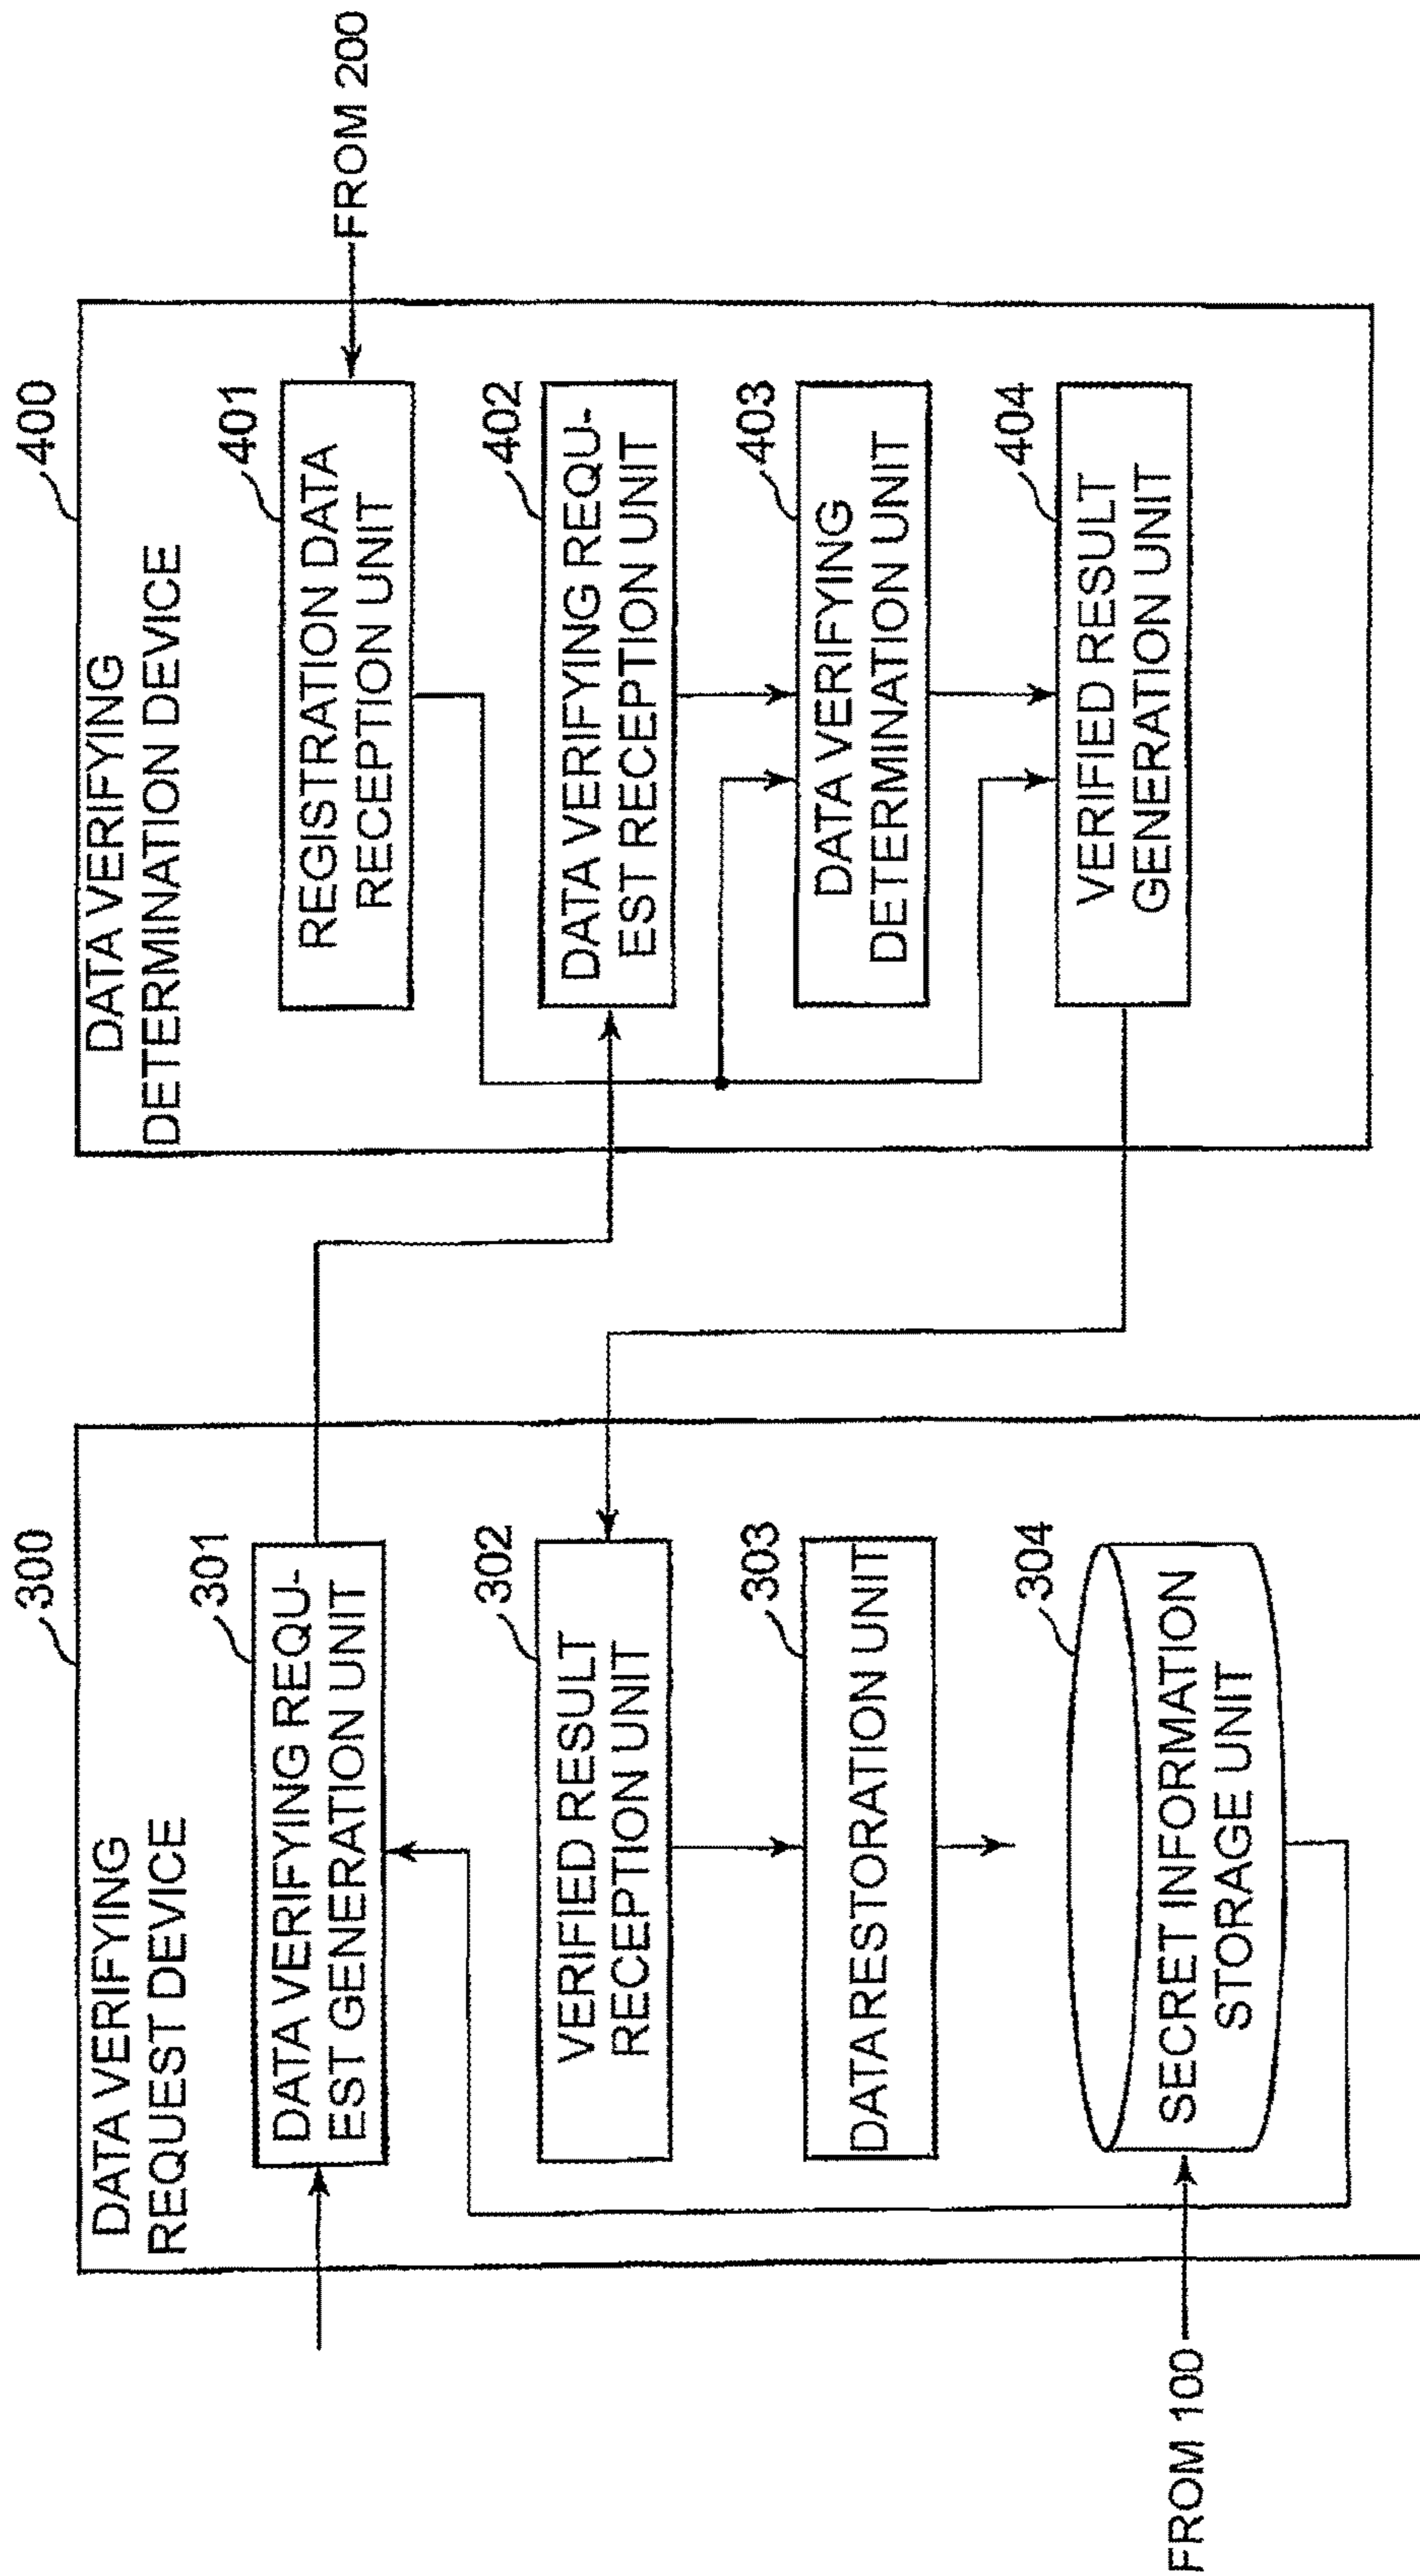 300
DATA VERIFYING
REQUEST DEVICE
301
DATA VERIFYING REQU-
EST GENERATION UNIT
302
VERIFIED RESULT
RECEPTION UNIT
303
DATA RESTORATION UNIT
304
SECRET INFORMATION
STORAGE UNIT
FROM 100
400
DATA VERIFYING
DETERMINATION DEVICE
401
REGISTRATION DATA
RECEPTION UNIT
FROM 200
402
DATA VERIFYING REQU-
EST RECEPTION UNIT
403
DATA VERIFYING
DETERMINATION UNIT
404
VERIFIED RESULT
GENERATION UNIT